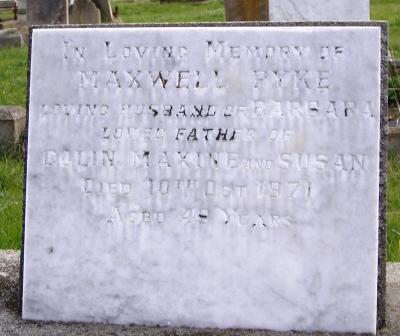 In Loving Memory of
MAXWELL PYKE
LOVING HUSBAND OF BARBARA
LOVED FATHER OF
COLIN, MAXINE AND SUSAN
DIED 10TH OCT 1971
AGED 48 YEARS